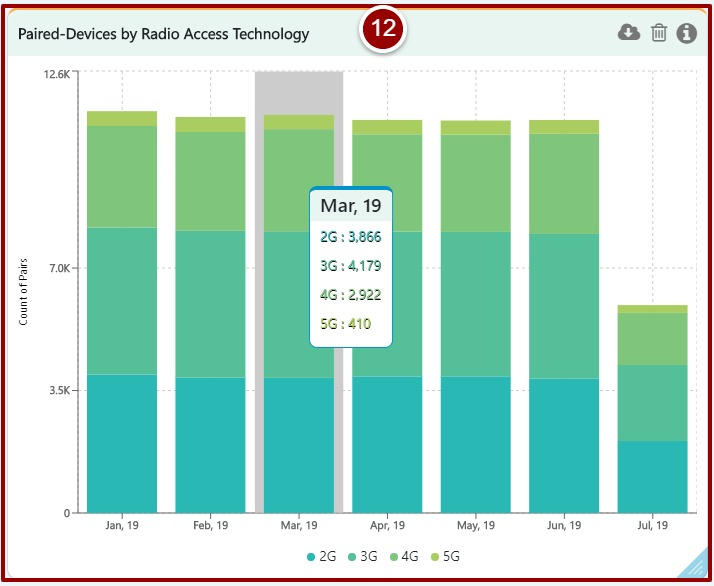 Paired-Devices by Radio Access Technology
12
12.6K
7.0K
3.5K
0
Count of Pairs
Mar, 19
2G : 3,866
3G : 4,179
4G : 2,922
5G : 410
Jan, 19 Feb, 19 Mar, 19 Apr, 19 May, 19 Jun, 19 Jul, 19
2G 3G 4G 5G